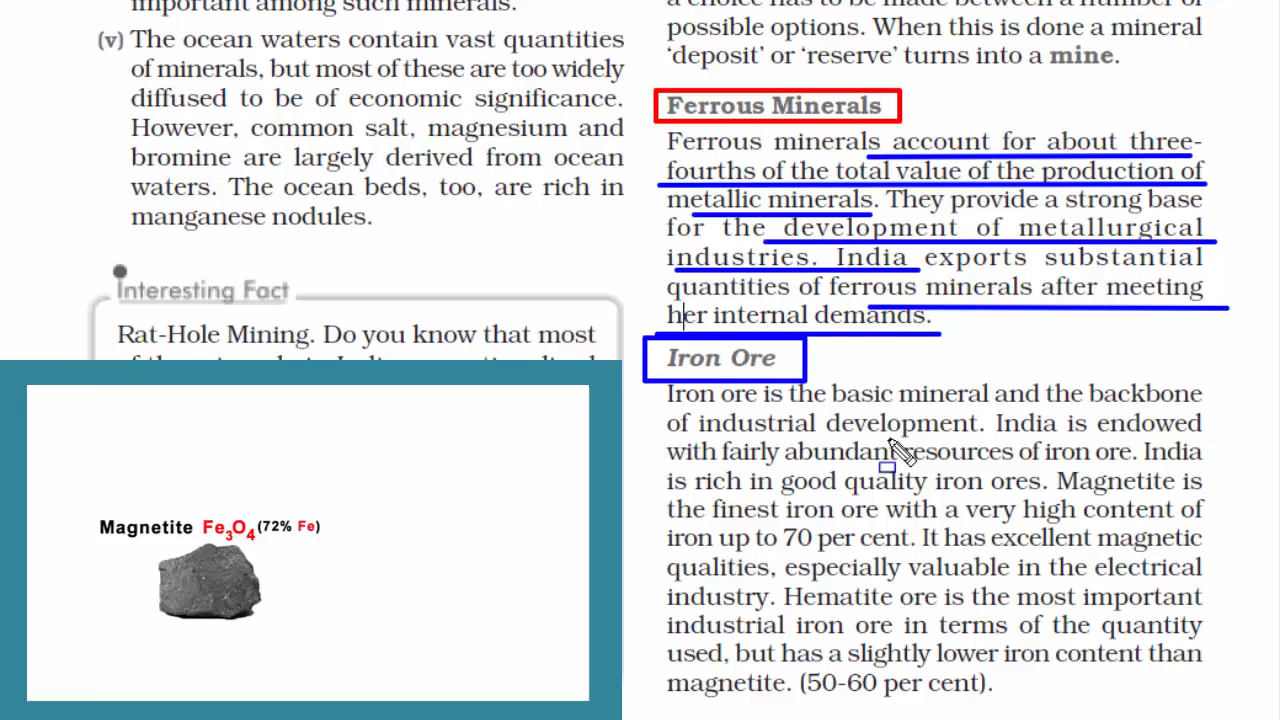 important among such minerals.
(v) The ocean waters contain vast quantities
of minerals, but most of these are too widely
diffused to be of economic significance.
However, common salt, magnesium and
bromine are largely derived from ocean
waters. The ocean beds, too, are rich in
manganese nodules.
Interesting Fact
Rat-Hole Mining. Do you know that most
Magnetite Fe3O4 (72% Fe)
a choice has to be made between a number of
possible options. When this is done a mineral
‘deposit’ or ‘reserve’ turns into a mine.
Ferrous Minerals
Ferrous minerals account for about three-
fourths of the total value of the production of
metallic minerals. They provide a strong base
for the development of metallurgical
industries. India exports substantial
quantities of ferrous minerals after meeting
her internal demands.
Iron Ore
Iron ore is the basic mineral and the backbone
of industrial development. India is endowed
with fairly abundant resources of iron ore. India
is rich in good quality iron ores. Magnetite is
the finest iron ore with a very high content of
iron up to 70 per cent. It has excellent magnetic
qualities, especially valuable in the electrical
industry. Hematite ore is the most important
industrial iron ore in terms of the quantity
used, but has a slightly lower iron content than
magnetite. (50-60 per cent).